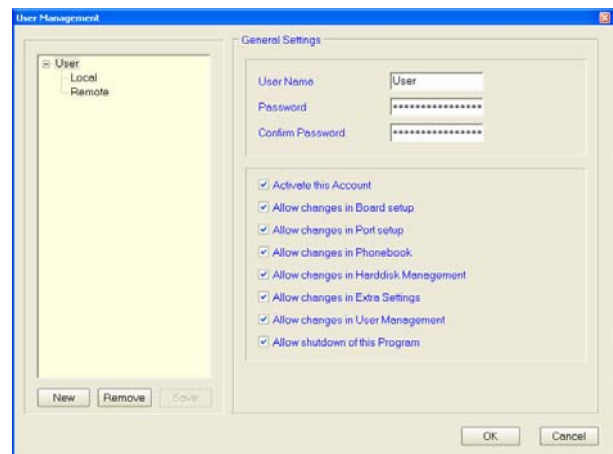 User Management
User
Local
Remote
New
Remove
Save
General Settings
User Name
User
Password
****************
Confirm Password
****************
Activate this Account
Allow changes in Board setup
Allow changes in Port setup
Allow changes in Phonebook
Allow changes in Harddisk Management
Allow changes in Extra Settings
Allow changes in User Management
Allow shutdown of this Program
OK
Cancel